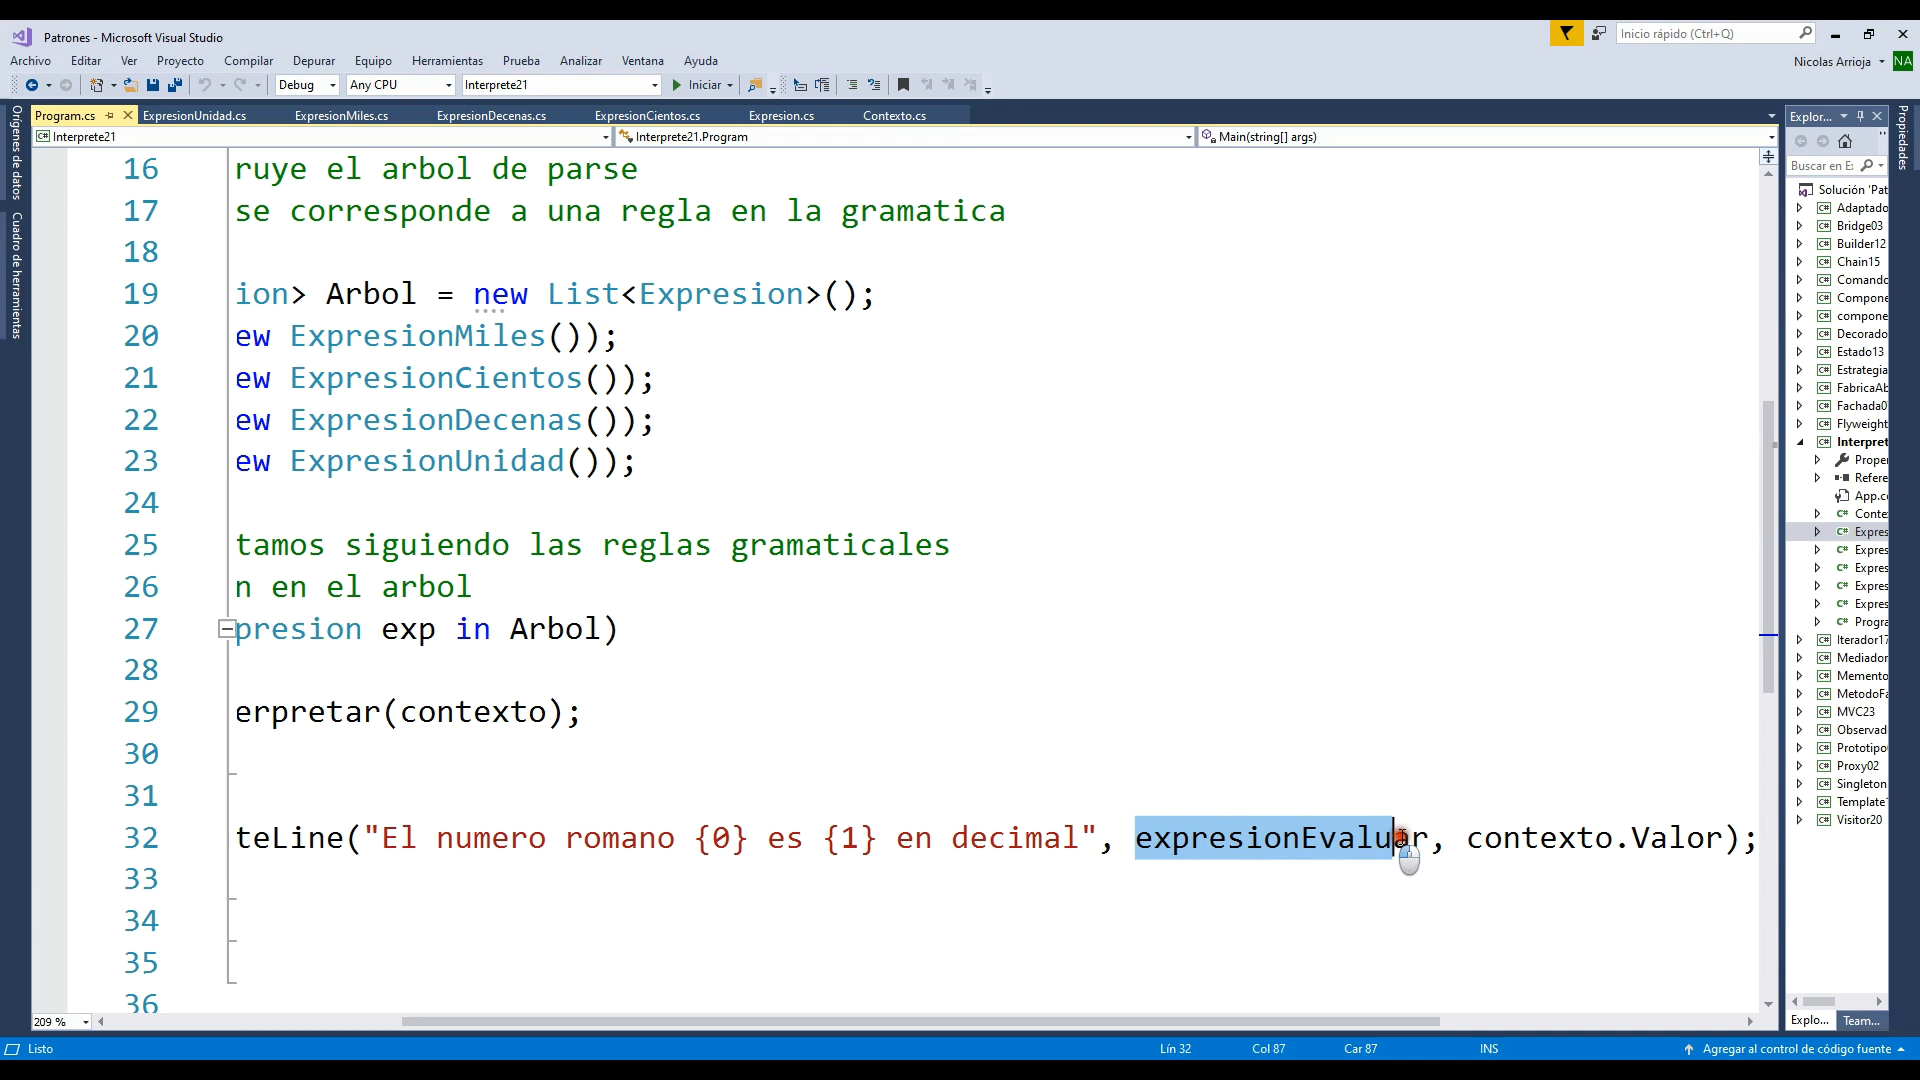 Patrones - Microsoft Visual Studio
Inicio rápido (Ctrl+Q)
Archivo Editar Ver Proyecto Compilar Depurar Equipo Herramientas Prueba Analizar Ventana Ayuda
Nicolas Arrioja NA
Debug Any CPU Interprete21 Iniciar
Program.cs ExpresionUnidad.cs ExpresionMiles.cs ExpresionDecenas.cs ExpresionCientos.cs Expresion.cs Contexto.cs
Interprete21 Interprete21.Program Main(string[] args)
Orígenes de datos
Cuadro de herramientas
16 ruye el arbol de parse
17 se corresponde a una regla en la gramatica
18
19 ion> Arbol = new List<Expresion>();
20 ew ExpresionMiles());
21 ew ExpresionCientos());
22 ew ExpresionDecenas());
23 ew ExpresionUnidad());
24
25 tamos siguiendo las reglas gramaticales
26 n en el arbol
27 presion exp in Arbol)
28
29 erpretar(contexto);
30
31
32 teLine("El numero romano {0} es {1} en decimal", expresionEvaluar, contexto.Valor);
33
34
35
36
209 %
Explor...
Propiedades
Buscar en E
Solución 'Pat
C# Adaptado
C# Bridge03
C# Builder12
C# Chain15
C# Comando
C# Compone
C# compone
C# Decorado
C# Estado13
C# Estrategia
C# FabricaAb
C# Fachada0
C# Flyweight
C# Interpret
Proper
Refere
App.c
C# Conte
C# Expres
C# Expres
C# Expres
C# Expres
C# Expres
C# Progra
C# Iterador17
C# Mediador
C# Memento
C# MetodoFa
C# MVC23
C# Observad
C# Prototipo
C# Proxy02
C# Singleton
C# Template
C# Visitor20
Explo... Team...
Listo Lín 32 Col 87 Car 87 INS Agregar al control de código fuente